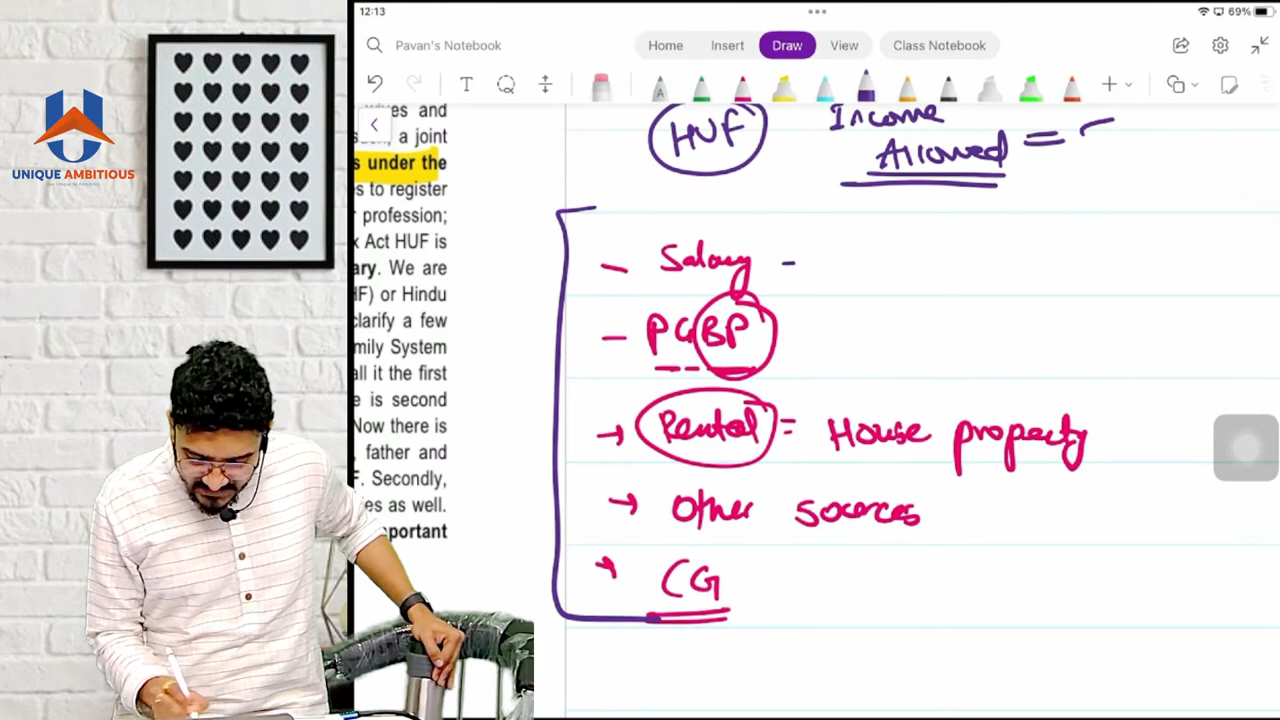 12:13
69%
Pavan's Notebook
Home Insert Draw View Class Notebook
UNIQUE AMBITIOUS
and
a joint
s under the
s to register
profession;
Act HUF is
ary. We are
HF) or Hindu
clarify a few
mily System
all it the first
e is second
Now there is
father and
F. Secondly,
ies as well.
portant
HUF
Income
Allowed =
- Salary -
- PGBP
→ Rental = House property
→ Other sources
→ CG